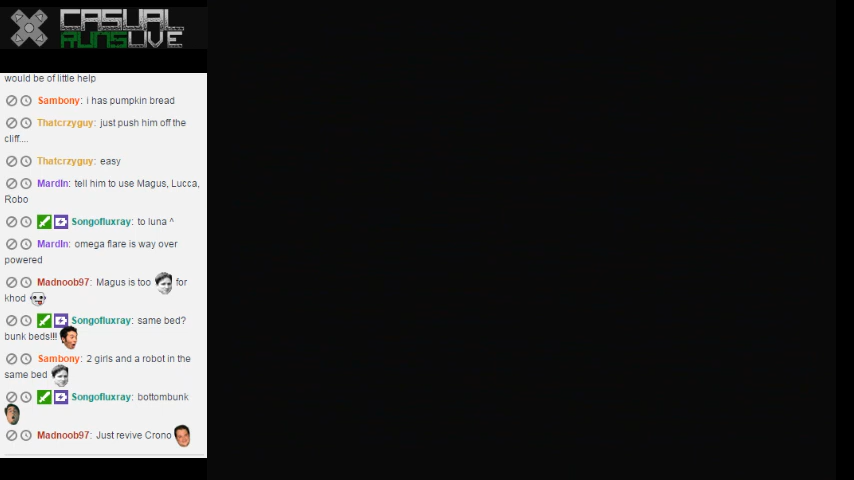 CASUAL
RUNSLIVE
would be of little help
Sambony: i has pumpkin bread
Thatcrzyguy: just push him off the
cliff....
Thatcrzyguy: easy
Mardln: tell him to use Magus, Lucca,
Robo
Songofluxray: to luna ^
Mardln: omega flare is way over
powered
Madnoob97: Magus is too for
khod
Songofluxray: same bed?
bunk beds!!!
Sambony: 2 girls and a robot in the
same bed
Songofluxray: bottombunk
Madnoob97: Just revive Crono